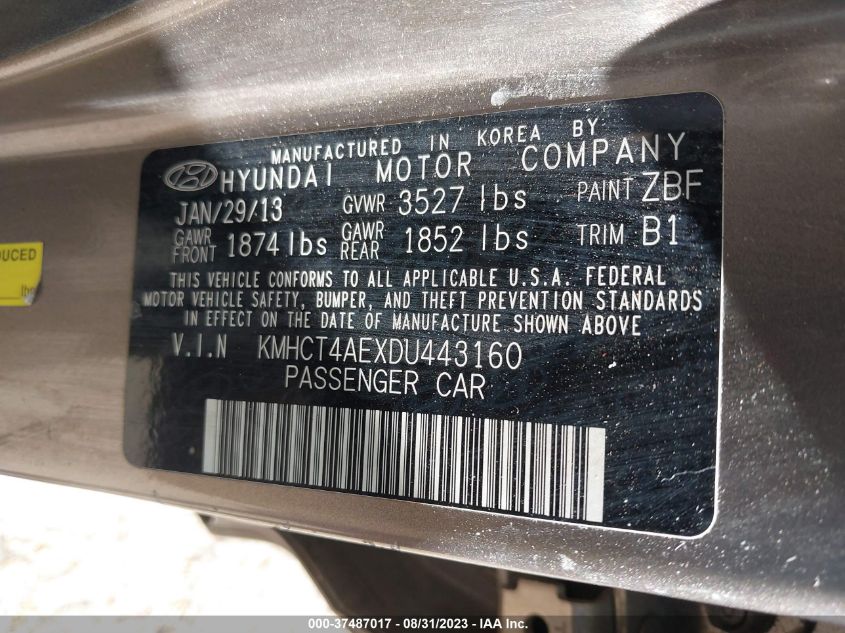 MANUFACTURED IN KOREA BY
HYUNDAI MOTOR COMPANY
JAN/29/13 GVWR 3527 lbs PAINT ZBF
GAWR FRONT 1874 lbs GAWR REAR 1852 lbs TRIM B1
THIS VEHICLE CONFORMS TO ALL APPLICABLE U.S.A. FEDERAL
MOTOR VEHICLE SAFETY, BUMPER, AND THEFT PREVENTION STANDARDS
IN EFFECT ON THE DATE OF MANUFACTURE SHOWN ABOVE
V.I.N KMHCT4AEXDU443160
PASSENGER CAR
lbs
000-37487017 - 08/31/2023 - IAA Inc.